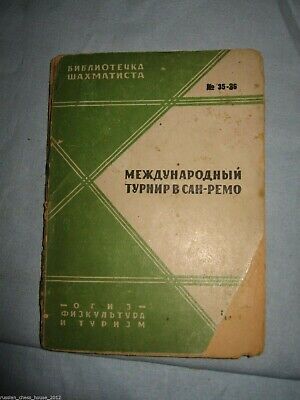 БИБЛИОТЕЧКА
ШАХМАТИСТА
№ 35-36
МЕЖДУНАРОДНЫЙ
ТУРНИР В САН-РЕМО
— ОГИЗ —
ФИЗКУЛЬТУРА
И ТУРИЗМ
russian_chess_house_2012